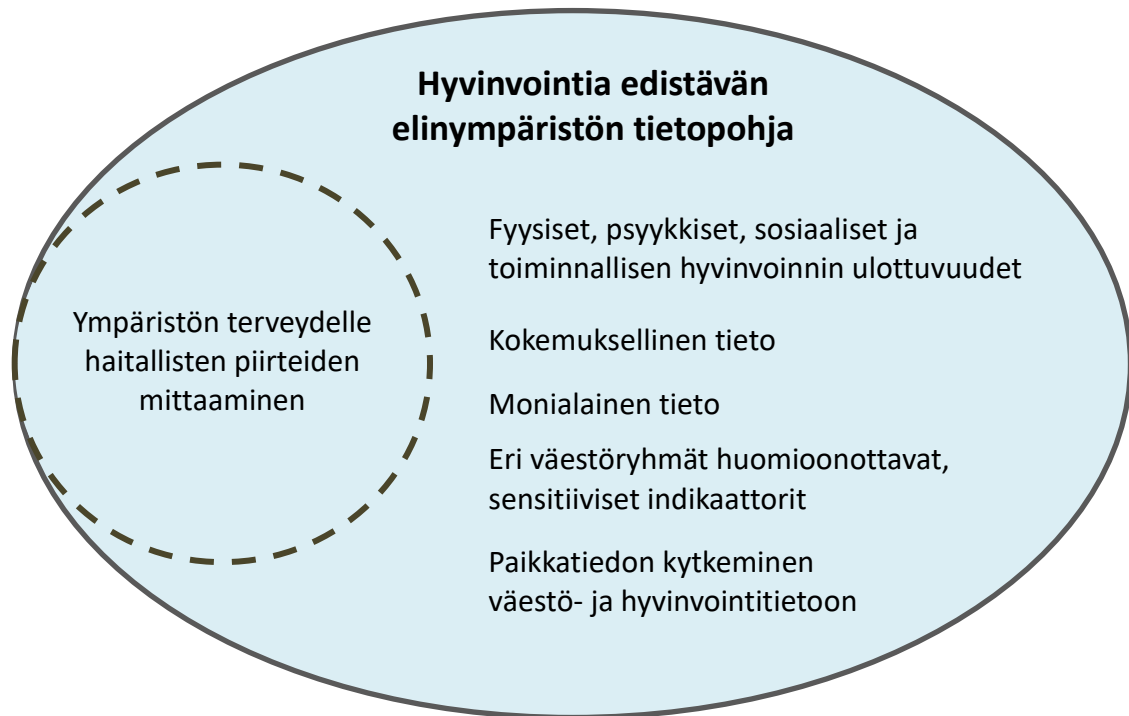 Hyvinvointia edistävän
elinympäristön tietopohja
Ympäristön terveydelle
haitallisten piirteiden
mittaaminen
Fyysiset, psyykkiset, sosiaaliset ja
toiminnallisen hyvinvoinnin ulottuvuudet
Kokemuksellinen tieto
Monialainen tieto
Eri väestöryhmät huomioonottavat,
sensitiiviset indikaattorit
Paikkatiedon kytkeminen
väestö- ja hyvinvointitietoon